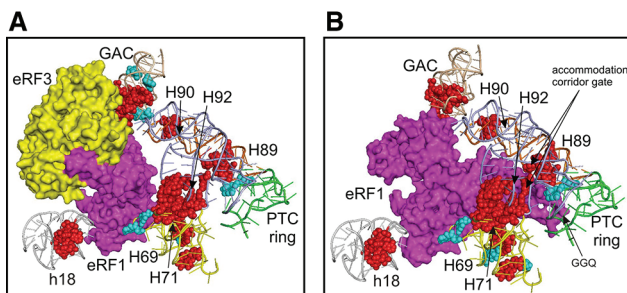 A
GAC
eRF3
H90
H92
H89
PTC
ring
H69
eRF1
H71
h18
B
GAC
accommodation
corridor gate
H90
H92
H89
eRF1
PTC
ring
H69
GGQ
H71
h18